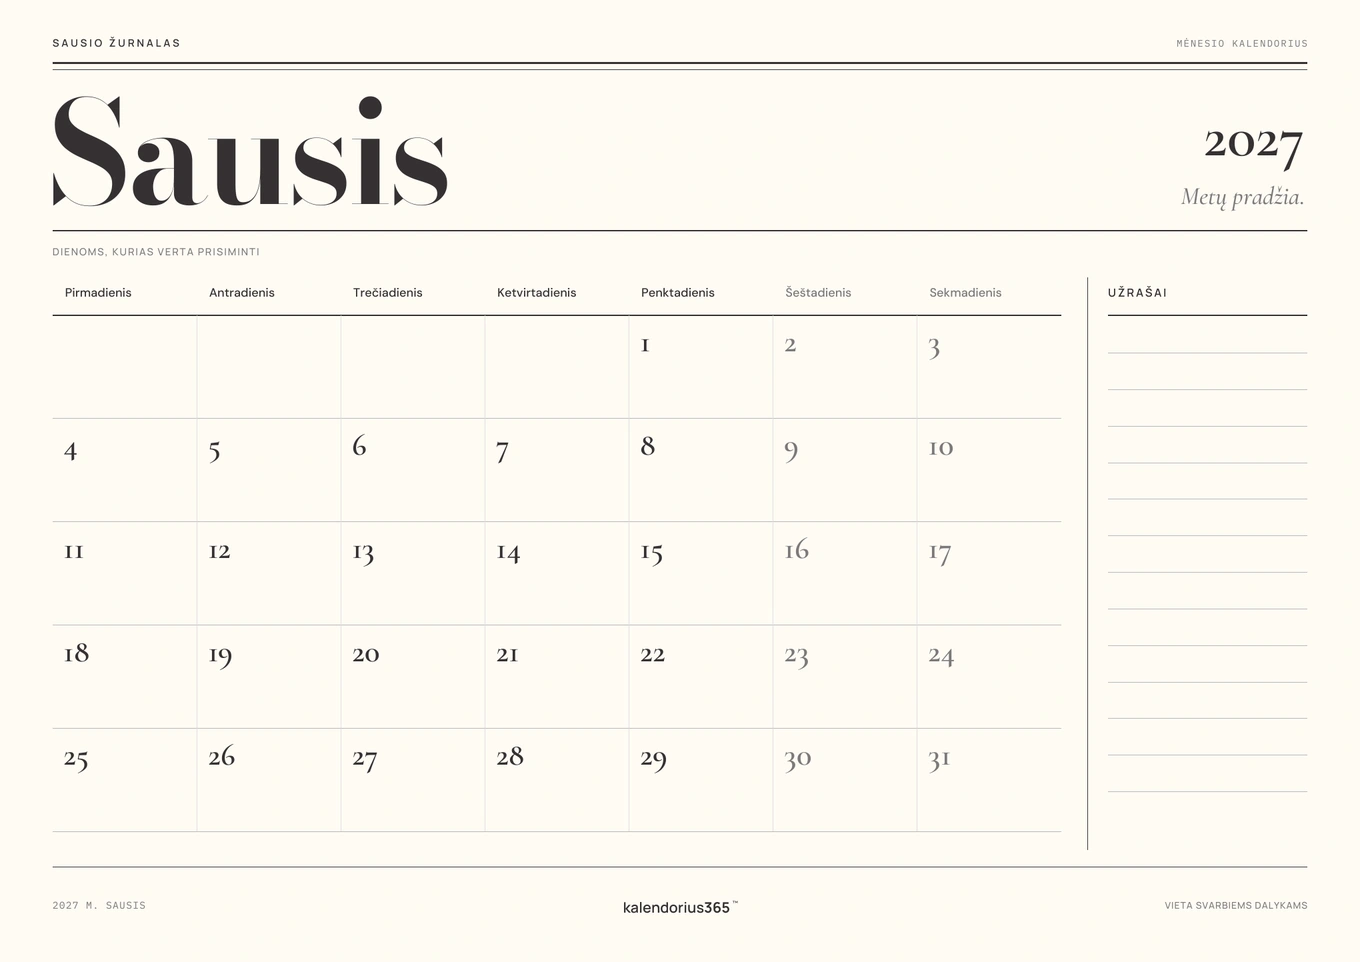 SAUSIO ŽURNALAS
MĖNESIO KALENDORIUS
Sausis
2027
Metų pradžia.
DIENOMS, KURIAS VERTA PRISIMINTI
Pirmadienis Antradienis Trečiadienis Ketvirtadienis Penktadienis Šeštadienis Sekmadienis
UŽRAŠAI
1 2 3
4 5 6 7 8 9 10
11 12 13 14 15 16 17
18 19 20 21 22 23 24
25 26 27 28 29 30 31
2027 M. SAUSIS
kalendorius365™
VIETA SVARBIEMS DALYKAMS